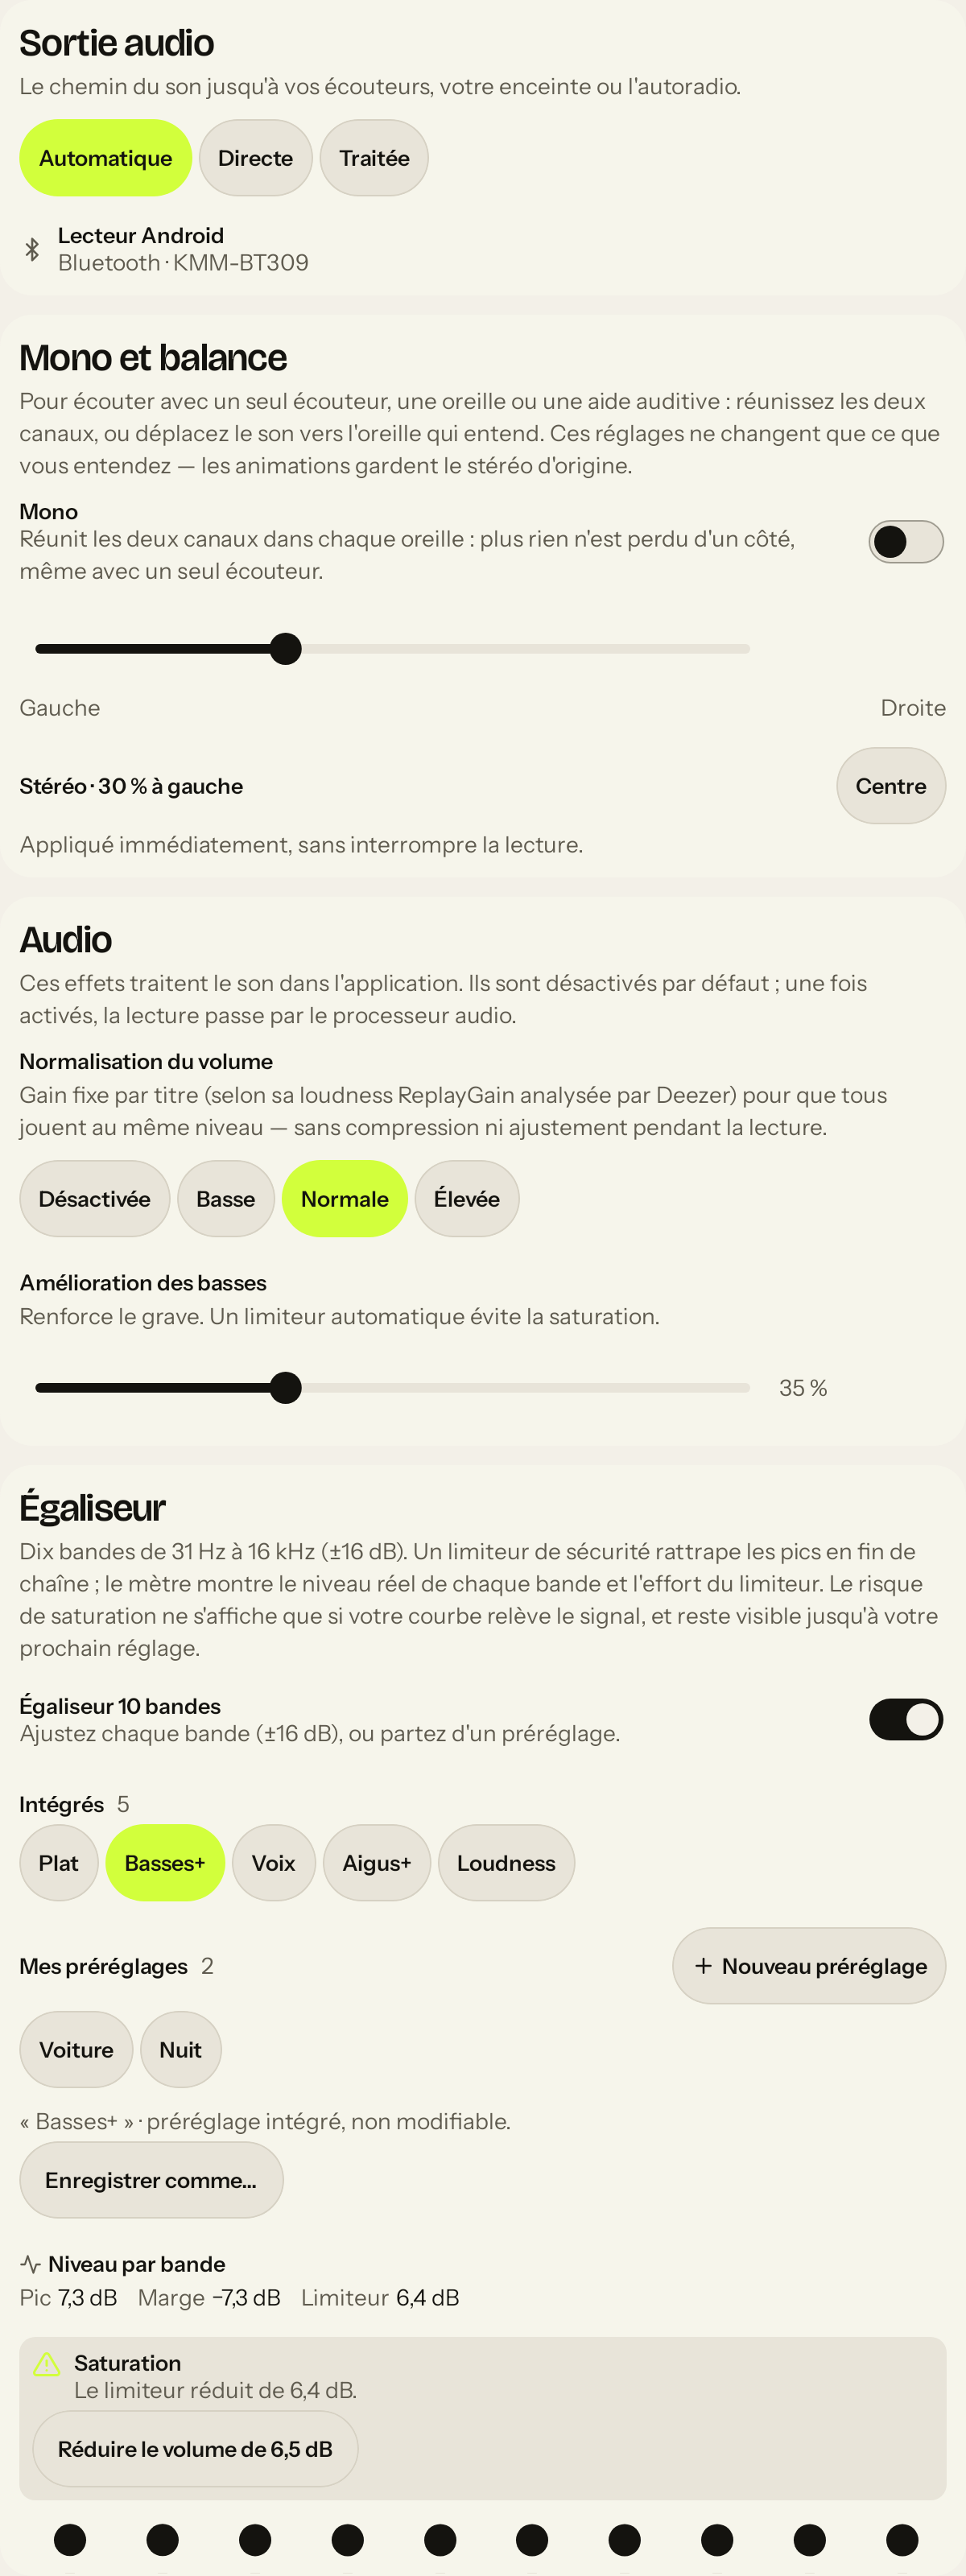 Sortie audio
Le chemin du son jusqu'à vos écouteurs, votre enceinte ou l'autoradio.
Automatique Directe Traitée
Lecteur Android
Bluetooth · KMM-BT309
Mono et balance
Pour écouter avec un seul écouteur, une oreille ou une aide auditive : réunissez les deux
canaux, ou déplacez le son vers l'oreille qui entend. Ces réglages ne changent que ce que
vous entendez — les animations gardent le stéréo d'origine.
Mono
Réunit les deux canaux dans chaque oreille : plus rien n'est perdu d'un côté,
même avec un seul écouteur.
Gauche Droite
Stéréo · 30 % à gauche Centre
Appliqué immédiatement, sans interrompre la lecture.
Audio
Ces effets traitent le son dans l'application. Ils sont désactivés par défaut ; une fois
activés, la lecture passe par le processeur audio.
Normalisation du volume
Gain fixe par titre (selon sa loudness ReplayGain analysée par Deezer) pour que tous
jouent au même niveau — sans compression ni ajustement pendant la lecture.
Désactivée Basse Normale Élevée
Amélioration des basses
Renforce le grave. Un limiteur automatique évite la saturation.
35 %
Égaliseur
Dix bandes de 31 Hz à 16 kHz (±16 dB). Un limiteur de sécurité rattrape les pics en fin de
chaîne ; le mètre montre le niveau réel de chaque bande et l'effort du limiteur. Le risque
de saturation ne s'affiche que si votre courbe relève le signal, et reste visible jusqu'à votre
prochain réglage.
Égaliseur 10 bandes
Ajustez chaque bande (±16 dB), ou partez d'un préréglage.
Intégrés 5
Plat Basses+ Voix Aigus+ Loudness
Mes préréglages 2 + Nouveau préréglage
Voiture Nuit
« Basses+ » · préréglage intégré, non modifiable.
Enregistrer comme...
Niveau par bande
Pic 7,3 dB Marge −7,3 dB Limiteur 6,4 dB
Saturation
Le limiteur réduit de 6,4 dB.
Réduire le volume de 6,5 dB